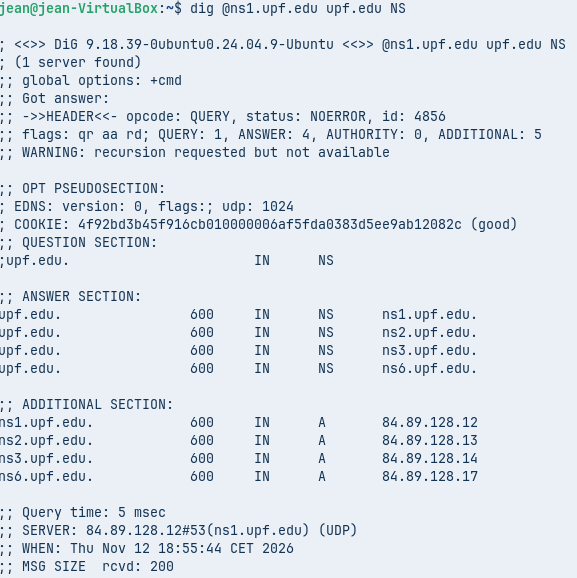 jean@jean-VirtualBox:~$ dig @ns1.upf.edu upf.edu NS
; <<>> DiG 9.18.39-0ubuntu0.24.04.9-Ubuntu <<>> @ns1.upf.edu upf.edu NS
; (1 server found)
;; global options: +cmd
;; Got answer:
;; ->>HEADER<<- opcode: QUERY, status: NOERROR, id: 4856
;; flags: qr aa rd; QUERY: 1, ANSWER: 4, AUTHORITY: 0, ADDITIONAL: 5
;; WARNING: recursion requested but not available
;; OPT PSEUDOSECTION:
; EDNS: version: 0, flags:; udp: 1024
; COOKIE: 4f92bd3b45f916cb010000006af5fda0383d5ee9ab12082c (good)
;; QUESTION SECTION:
;upf.edu. IN NS
;; ANSWER SECTION:
upf.edu. 600 IN NS ns1.upf.edu.
upf.edu. 600 IN NS ns2.upf.edu.
upf.edu. 600 IN NS ns3.upf.edu.
upf.edu. 600 IN NS ns6.upf.edu.
;; ADDITIONAL SECTION:
ns1.upf.edu. 600 IN A 84.89.128.12
ns2.upf.edu. 600 IN A 84.89.128.13
ns3.upf.edu. 600 IN A 84.89.128.14
ns6.upf.edu. 600 IN A 84.89.128.17
;; Query time: 5 msec
;; SERVER: 84.89.128.12#53(ns1.upf.edu) (UDP)
;; WHEN: Thu Nov 12 18:55:44 CET 2026
;; MSG SIZE rcvd: 200